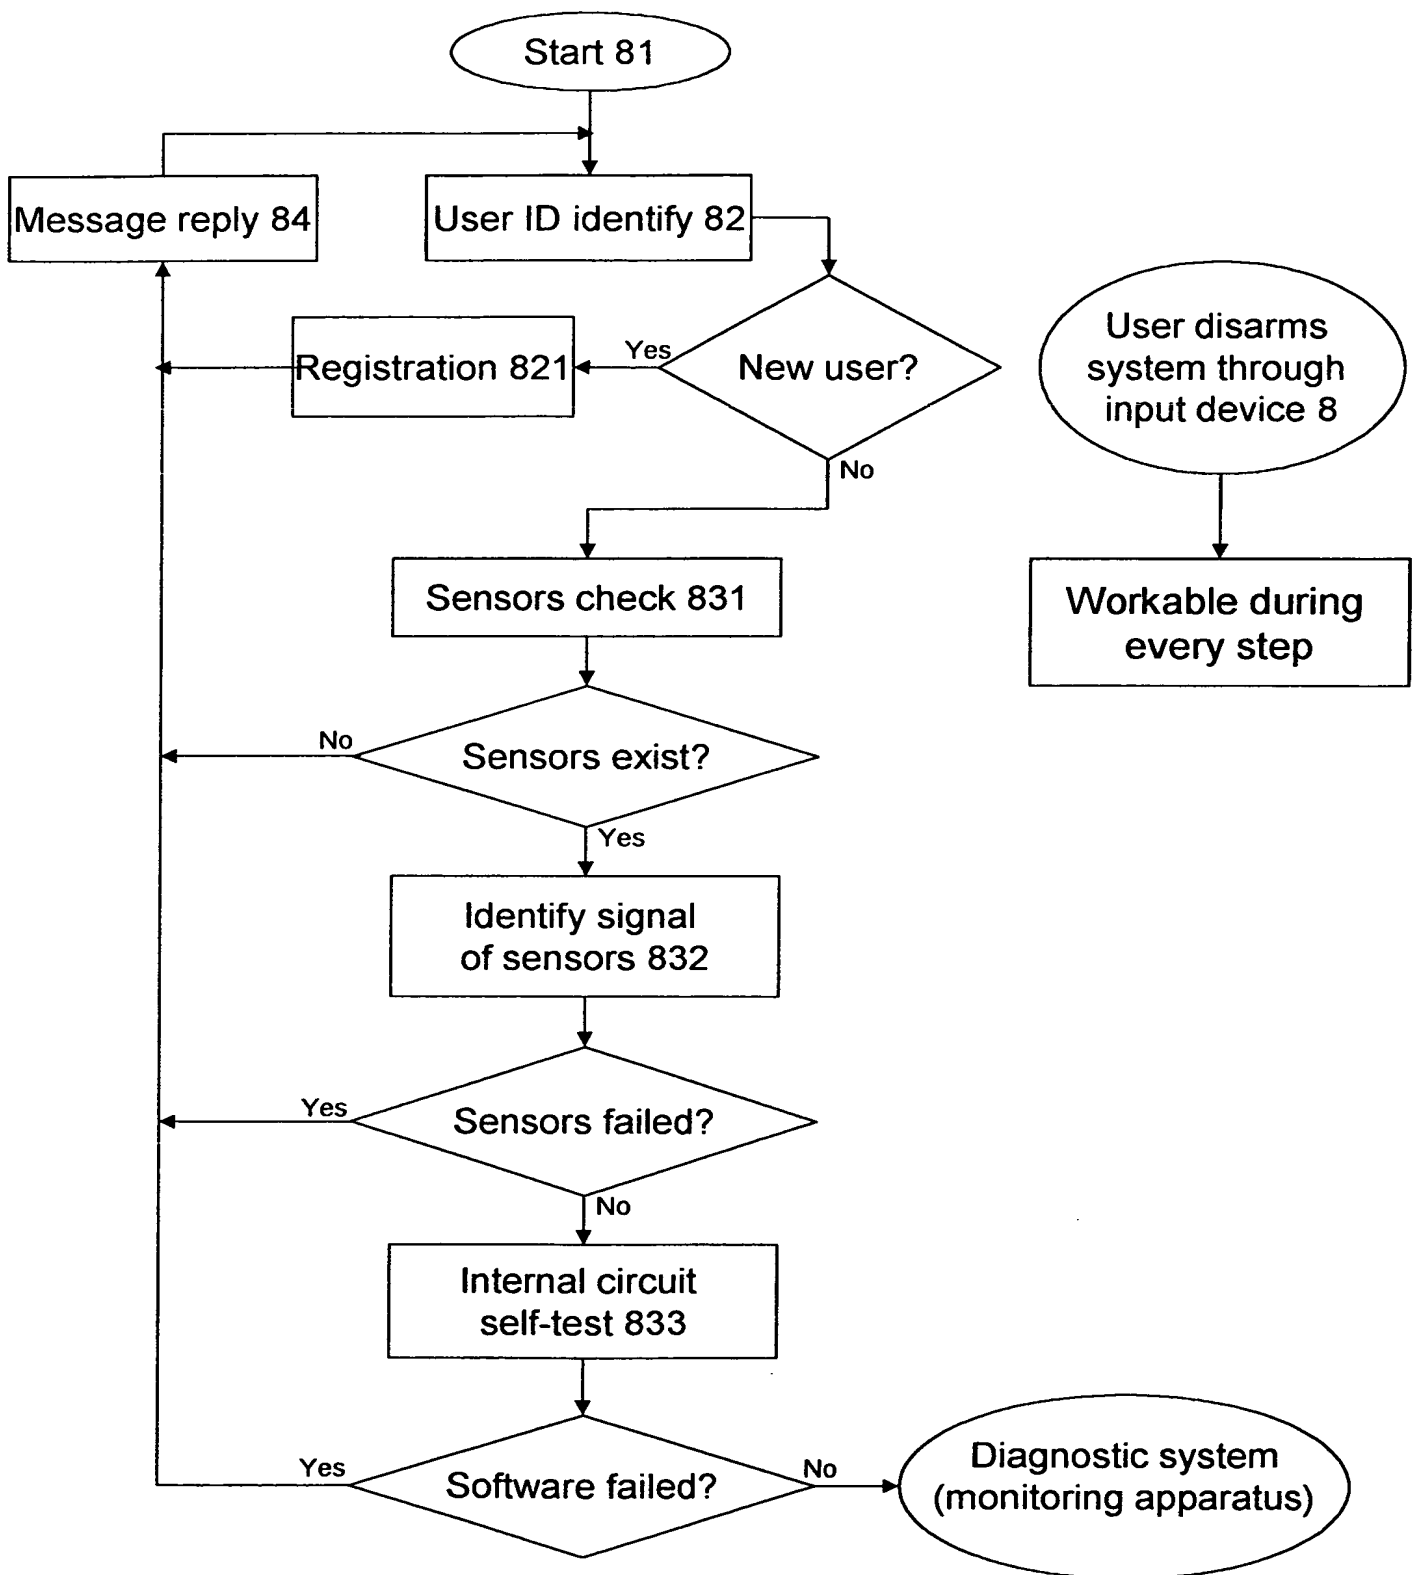 Start 81
Message reply 84
User ID identify 82
Registration 821
Yes
New user?
No
User disarms
system through
input device 8
Workable during
every step
Sensors check 831
No
Sensors exist?
Yes
Identify signal
of sensors 832
Yes
Sensors failed?
No
Internal circuit
self-test 833
Yes
Software failed?
No
Diagnostic system
(monitoring apparatus)